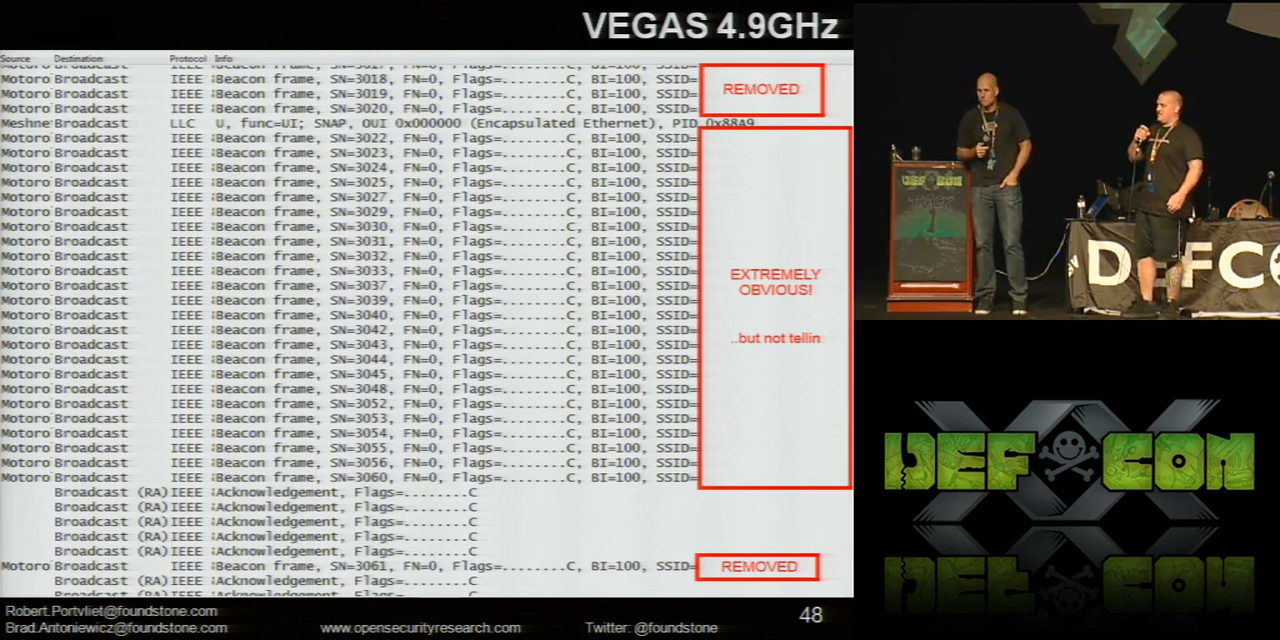 VEGAS 4.9GHz
Source Destination Protocol Info
Motoro Broadcast IEEE Beacon frame, SN=3018, FN=0, Flags=........C, BI=100, SSID=
Motoro Broadcast IEEE Beacon frame, SN=3019, FN=0, Flags=........C, BI=100, SSID=
REMOVED
Motoro Broadcast IEEE Beacon frame, SN=3020, FN=0, Flags=........C, BI=100, SSID=
Meshne Broadcast LLC U, func=UI; SNAP, OUI 0x000000 (Encapsulated Ethernet), PID 0x88A9
Motoro Broadcast IEEE Beacon frame, SN=3022, FN=0, Flags=........C, BI=100, SSID=
Motoro Broadcast IEEE Beacon frame, SN=3023, FN=0, Flags=........C, BI=100, SSID=
Motoro Broadcast IEEE Beacon frame, SN=3024, FN=0, Flags=........C, BI=100, SSID=
Motoro Broadcast IEEE Beacon frame, SN=3025, FN=0, Flags=........C, BI=100, SSID=
Motoro Broadcast IEEE Beacon frame, SN=3027, FN=0, Flags=........C, BI=100, SSID=
Motoro Broadcast IEEE Beacon frame, SN=3029, FN=0, Flags=........C, BI=100, SSID=
Motoro Broadcast IEEE Beacon frame, SN=3030, FN=0, Flags=........C, BI=100, SSID=
Motoro Broadcast IEEE Beacon frame, SN=3031, FN=0, Flags=........C, BI=100, SSID=
Motoro Broadcast IEEE Beacon frame, SN=3032, FN=0, Flags=........C, BI=100, SSID=
Motoro Broadcast IEEE Beacon frame, SN=3033, FN=0, Flags=........C, BI=100, SSID=
Motoro Broadcast IEEE Beacon frame, SN=3037, FN=0, Flags=........C, BI=100, SSID=
Motoro Broadcast IEEE Beacon frame, SN=3039, FN=0, Flags=........C, BI=100, SSID=
Motoro Broadcast IEEE Beacon frame, SN=3040, FN=0, Flags=........C, BI=100, SSID=
Motoro Broadcast IEEE Beacon frame, SN=3042, FN=0, Flags=........C, BI=100, SSID=
Motoro Broadcast IEEE Beacon frame, SN=3043, FN=0, Flags=........C, BI=100, SSID=
Motoro Broadcast IEEE Beacon frame, SN=3044, FN=0, Flags=........C, BI=100, SSID=
Motoro Broadcast IEEE Beacon frame, SN=3045, FN=0, Flags=........C, BI=100, SSID=
Motoro Broadcast IEEE Beacon frame, SN=3048, FN=0, Flags=........C, BI=100, SSID=
Motoro Broadcast IEEE Beacon frame, SN=3052, FN=0, Flags=........C, BI=100, SSID=
Motoro Broadcast IEEE Beacon frame, SN=3053, FN=0, Flags=........C, BI=100, SSID=
Motoro Broadcast IEEE Beacon frame, SN=3054, FN=0, Flags=........C, BI=100, SSID=
Motoro Broadcast IEEE Beacon frame, SN=3055, FN=0, Flags=........C, BI=100, SSID=
Motoro Broadcast IEEE Beacon frame, SN=3056, FN=0, Flags=........C, BI=100, SSID=
Motoro Broadcast IEEE Beacon frame, SN=3060, FN=0, Flags=........C, BI=100, SSID=
EXTREMELY
OBVIOUS!
..but not tellin
Broadcast (RA) IEEE Acknowledgement, Flags=........C
Broadcast (RA) IEEE Acknowledgement, Flags=........C
Broadcast (RA) IEEE Acknowledgement, Flags=........C
Broadcast (RA) IEEE Acknowledgement, Flags=........C
Broadcast (RA) IEEE Acknowledgement, Flags=........C
Motoro Broadcast IEEE Beacon frame, SN=3061, FN=0, Flags=........C, BI=100, SSID=
REMOVED
Broadcast (RA) IEEE Acknowledgement, Flags=........C
Robert.Portvliet@foundstone.com
Brad.Antoniewicz@foundstone.com
www.opensecurityresearch.com
Twitter: @foundstone
48
DEF CON
TRACK
1
DEFCO
XX
DEF CON